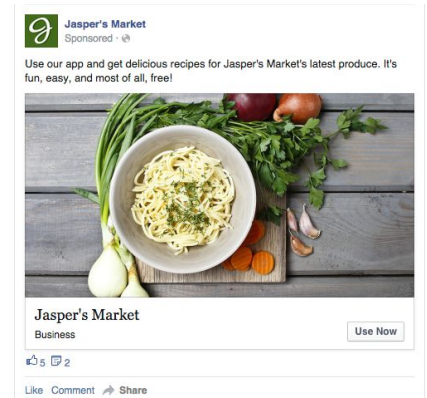 Jasper's Market
Sponsored ·
Use our app and get delicious recipes for Jasper's Market's latest produce. It's
fun, easy, and most of all, free!
Jasper's Market
Business
Use Now
5 2
Like Comment Share